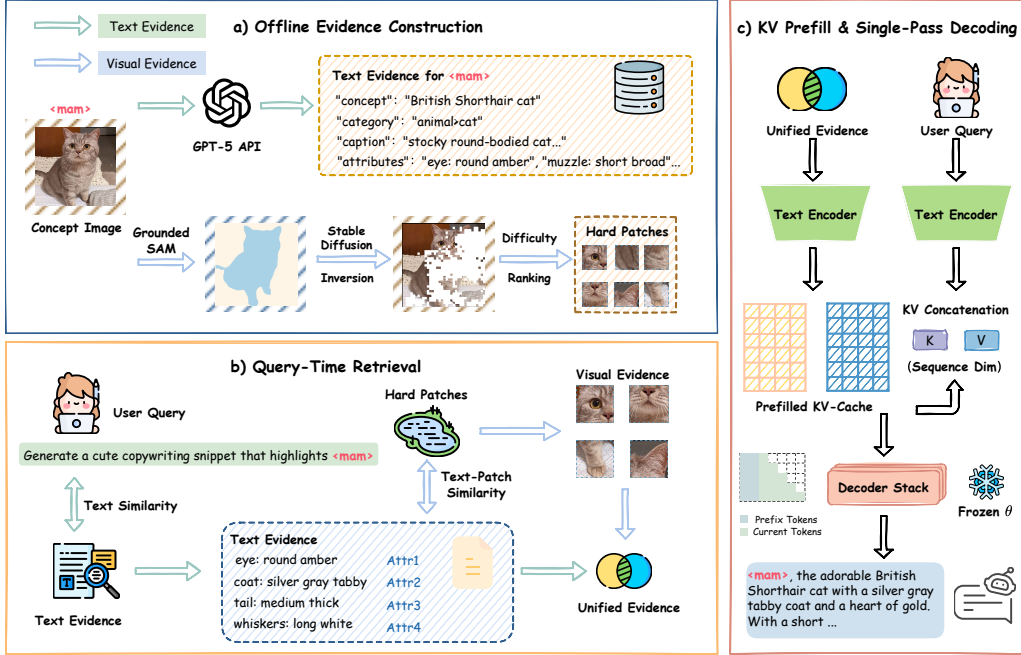 a) Offline Evidence Construction
Text Evidence
Visual Evidence
<mam>
Concept Image
GPT-5 API
Text Evidence for <mam>
"concept": "British Shorthair cat"
"category": "animal>cat"
"caption": "stocky round-bodied cat..."
"attributes": "eye: round amber", "muzzle: short broad"...
Grounded
SAM
Stable
Diffusion
Inversion
Difficulty
Ranking
Hard Patches
b) Query-Time Retrieval
User Query
Generate a cute copywriting snippet that highlights <mam>
Text Similarity
Text Evidence
Hard Patches
Text-Patch
Similarity
Text Evidence
eye: round amber Attr1
coat: silver gray tabby Attr2
tail: medium thick Attr3
whiskers: long white Attr4
Visual Evidence
Unified Evidence
c) KV Prefill & Single-Pass Decoding
Unified Evidence
User Query
Text Encoder
Text Encoder
KV Concatenation
K V
(Sequence Dim)
Prefilled KV-Cache
Decoder Stack
Frozen θ
Prefix Tokens
Current Tokens
<mam>, the adorable British
Shorthair cat with a silver gray
tabby coat and a heart of gold.
With a short ...
T